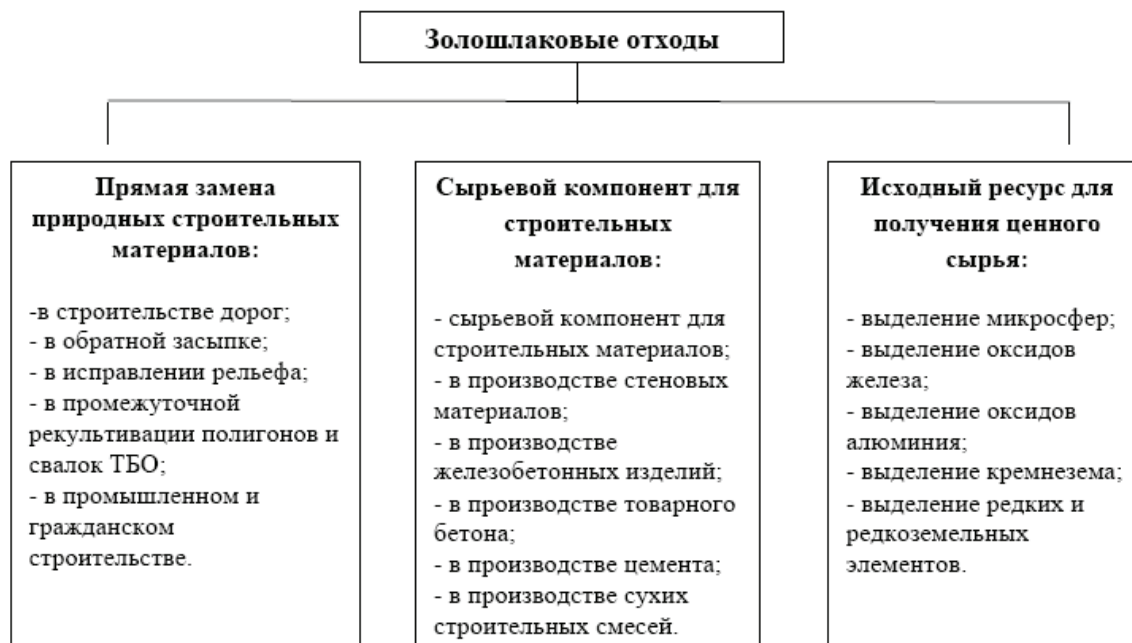 Золошлаковые отходы
Прямая замена
природных строительных
материалов:
-в строительстве дорог;
- в обратной засыпке;
- в исправлении рельефа;
- в промежуточной
рекультивации полигонов и
свалок ТБО;
- в промышленном и
гражданском
строительстве.
Сырьевой компонент для
строительных
материалов:
- сырьевой компонент для
строительных материалов;
- в производстве стеновых
материалов;
- в производстве
железобетонных изделий;
- в производстве товарного
бетона;
- в производстве цемента;
- в производстве сухих
строительных смесей.
Исходный ресурс для
получения ценного
сырья:
- выделение микросфер;
- выделение оксидов
железа;
- выделение оксидов
алюминия;
- выделение кремнезема;
- выделение редких и
редкоземельных
элементов.